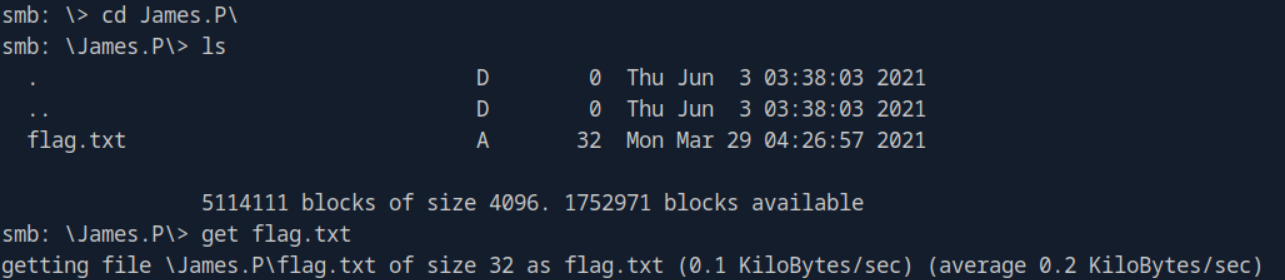 smb: \> cd James.P\
smb: \James.P\> ls
  .                                   D        0  Thu Jun  3 03:38:03 2021
  ..                                  D        0  Thu Jun  3 03:38:03 2021
  flag.txt                            A       32  Mon Mar 29 04:26:57 2021
                5114111 blocks of size 4096. 1752971 blocks available
smb: \James.P\> get flag.txt
getting file \James.P\flag.txt of size 32 as flag.txt (0.1 KiloBytes/sec) (average 0.2 KiloBytes/sec)